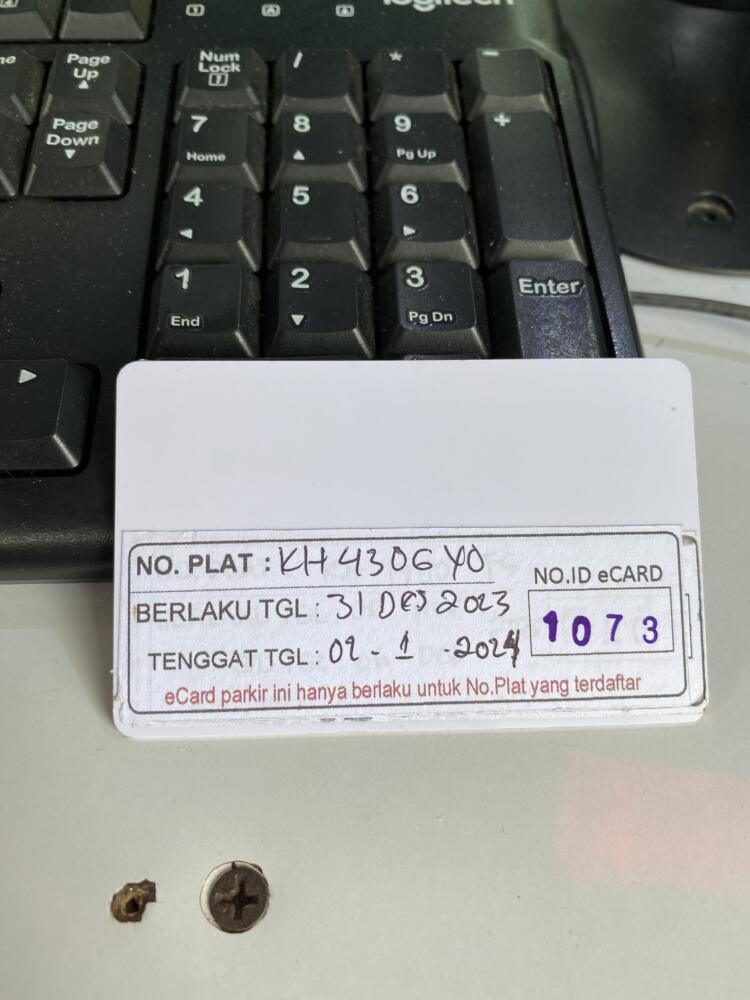 logitech
Page Up
Num Lock
/
*
-
Page Down
7 Home
8
9 Pg Up
+
4
5
6
1 End
2
3 Pg Dn
Enter
NO. PLAT : KH 4306 YO
NO.ID eCARD
BERLAKU TGL : 31 DES 2023
1073
TENGGAT TGL : 02 - 1 - 2024
eCard parkir ini hanya berlaku untuk No.Plat yang terdaftar